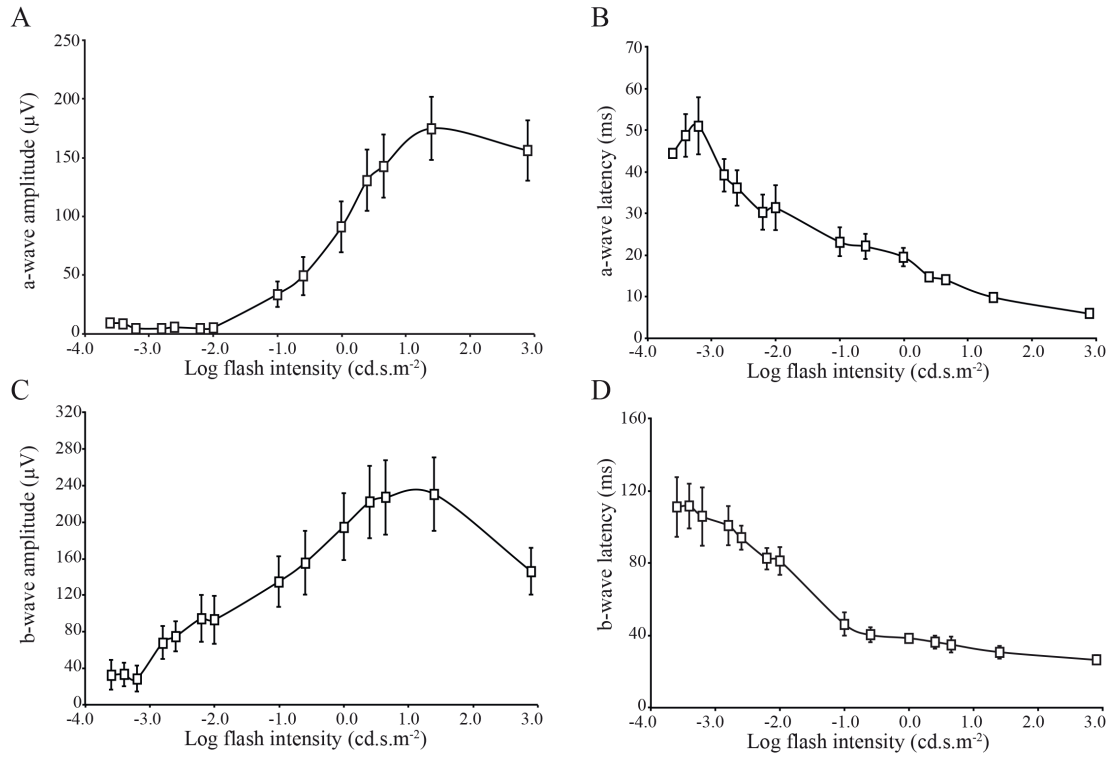 A
250
200
150
100
50
0
a-wave amplitude (µV)
-4.0 -3.0 -2.0 -1.0 0.0 1.0 2.0 3.0
Log flash intensity (cd.s.m-2)
B
70
60
50
40
30
20
10
0
a-wave latency (ms)
-4.0 -3.0 -2.0 -1.0 0.0 1.0 2.0 3.0
Log flash intensity (cd.s.m-2)
C
320
280
240
200
160
120
80
40
0
b-wave amplitude (µV)
-4.0 -3.0 -2.0 -1.0 0.0 1.0 2.0 3.0
Log flash intensity (cd.s.m-2)
D
160
120
80
40
0
b-wave latency (ms)
-4.0 -3.0 -2.0 -1.0 0.0 1.0 2.0 3.0
Log flash intensity (cd.s.m-2)